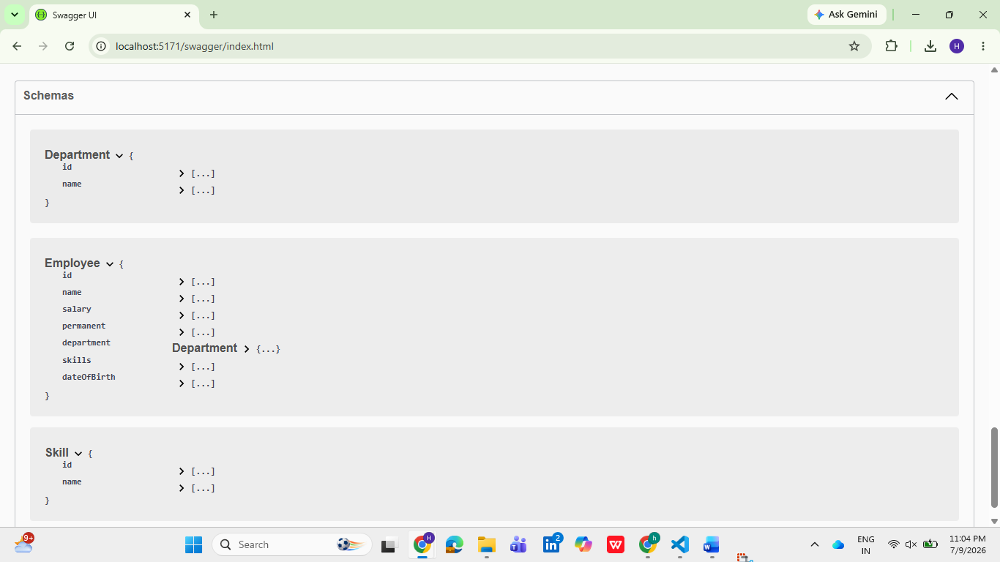 Swagger UI
Ask Gemini
localhost:5171/swagger/index.html
H
Schemas
Department {
id [...]
name [...]
}
Employee {
id [...]
name [...]
salary [...]
permanent [...]
department Department {...}
skills [...]
dateOfBirth [...]
}
Skill {
id [...]
name [...]
}
9+
Search
H
2
W
h
W
ENG
IN
11:04 PM
7/9/2026